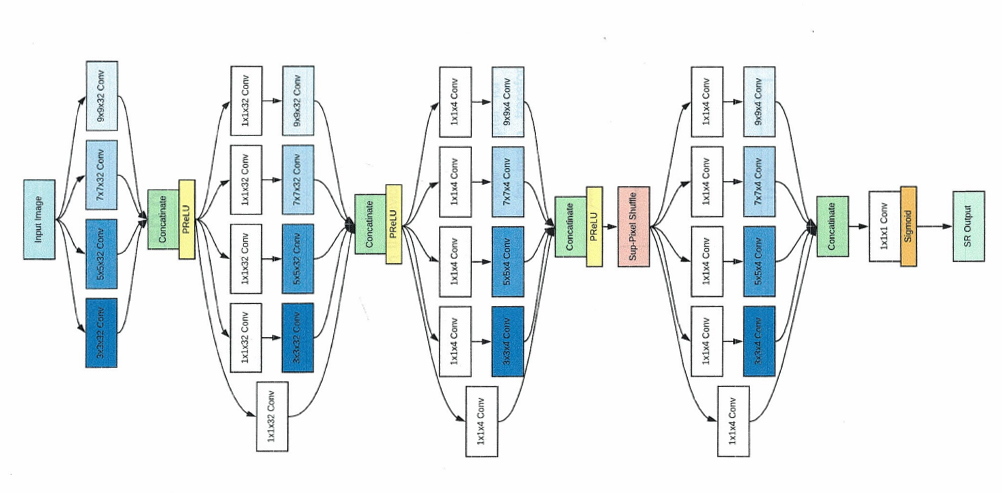 Input Image
9x9x32 Conv
7x7x32 Conv
5x5x32 Conv
3x3x32 Conv
Concatinate
PReLU
1x1x32 Conv
9x9x32 Conv
1x1x32 Conv
7x7x32 Conv
1x1x32 Conv
5x5x32 Conv
1x1x32 Conv
3x3x32 Conv
1x1x32 Conv
Concatinate
PReLU
1x1x4 Conv
9x9x4 Conv
1x1x4 Conv
7x7x4 Conv
1x1x4 Conv
5x5x4 Conv
1x1x4 Conv
3x3x4 Conv
1x1x4 Conv
Concatinate
PReLU
Sup-Pixel Shuffle
1x1x4 Conv
9x9x4 Conv
1x1x4 Conv
7x7x4 Conv
1x1x4 Conv
5x5x4 Conv
1x1x4 Conv
3x3x4 Conv
1x1x4 Conv
Concatinate
1x1x1 Conv
Sigmoid
SR Output